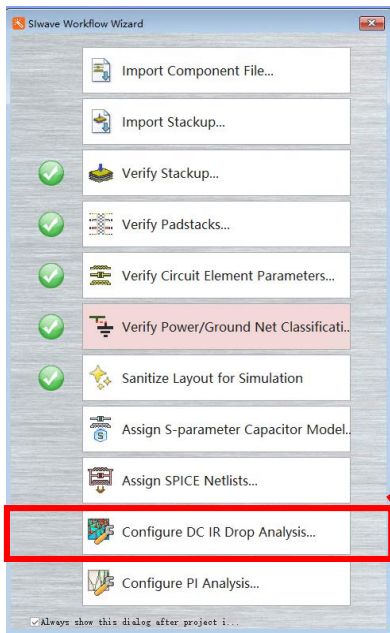 SIwave Workflow Wizard
Import Component File...
Import Stackup...
Verify Stackup...
Verify Padstacks...
Verify Circuit Element Parameters...
Verify Power/Ground Net Classificati..
Sanitize Layout for Simulation
Assign S-parameter Capacitor Model..
Assign SPICE Netlists...
Configure DC IR Drop Analysis...
Configure PI Analysis...
Always show this dialog after project i...